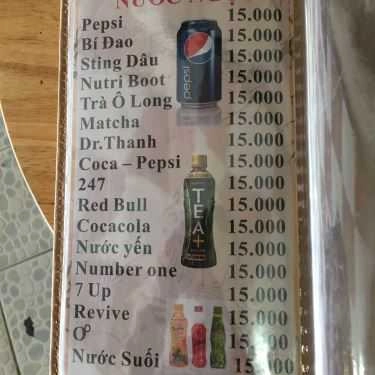 NƯỚC NG
Pepsi 15.000
Bí Đao 15.000
Sting Dâu 15.000
Nutri Boot 15.000
Trà Ô Long 15.000
Matcha 15.000
Dr.Thanh 15.000
Coca – Pepsi 15.000
247 15.000
Red Bull 15.000
Cocacola 15.000
Nước yến 15.000
Number one 15.000
7 Up 15.000
Revive 15.000
O° 15.000
Nước Suối 15.000
pepsi
TEA+